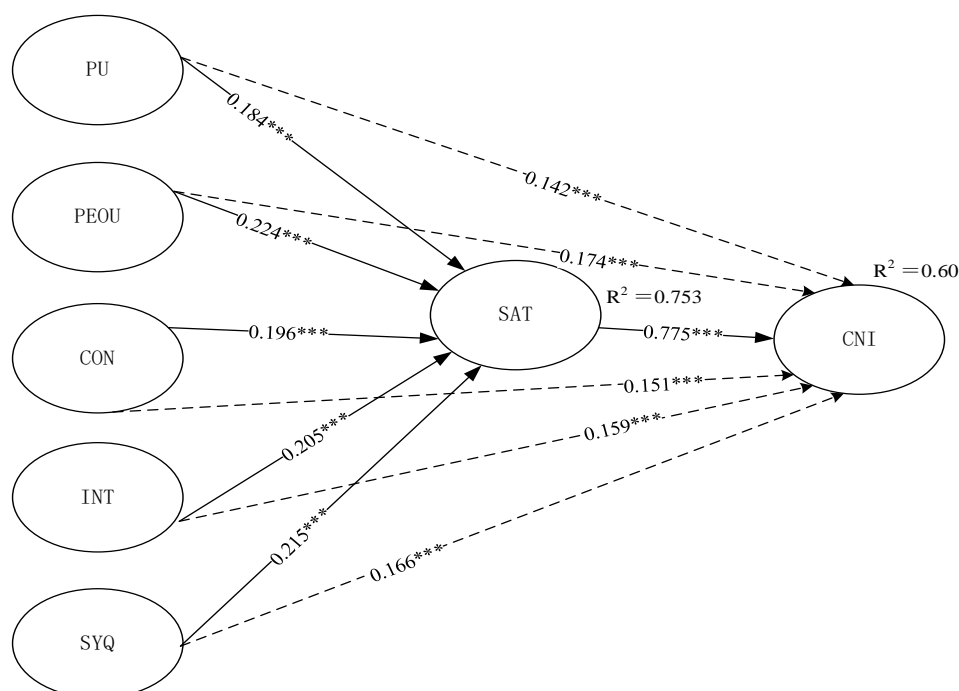 PU
0.184***
0.142***
PEOU
0.224***
0.174***
R² =0.60
SAT
R² =0.753
CON
0.196***
0.775***
CNI
0.151***
0.205***
0.159***
INT
0.215***
0.166***
SYQ